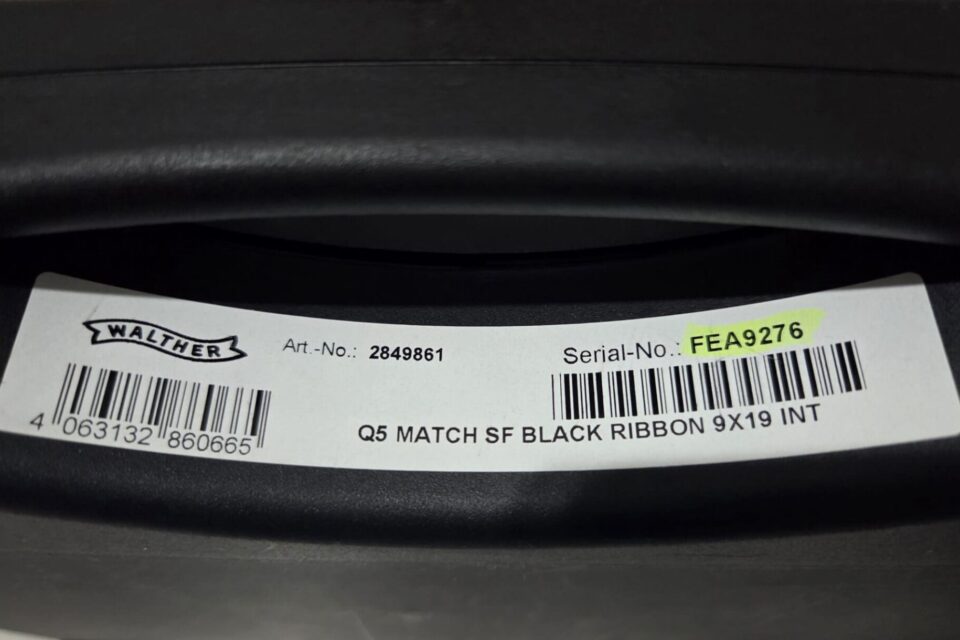 WALTHER
Art.-No.: 2849861
Serial-No.: FEA9276
4 063132 860665
Q5 MATCH SF BLACK RIBBON 9X19 INT